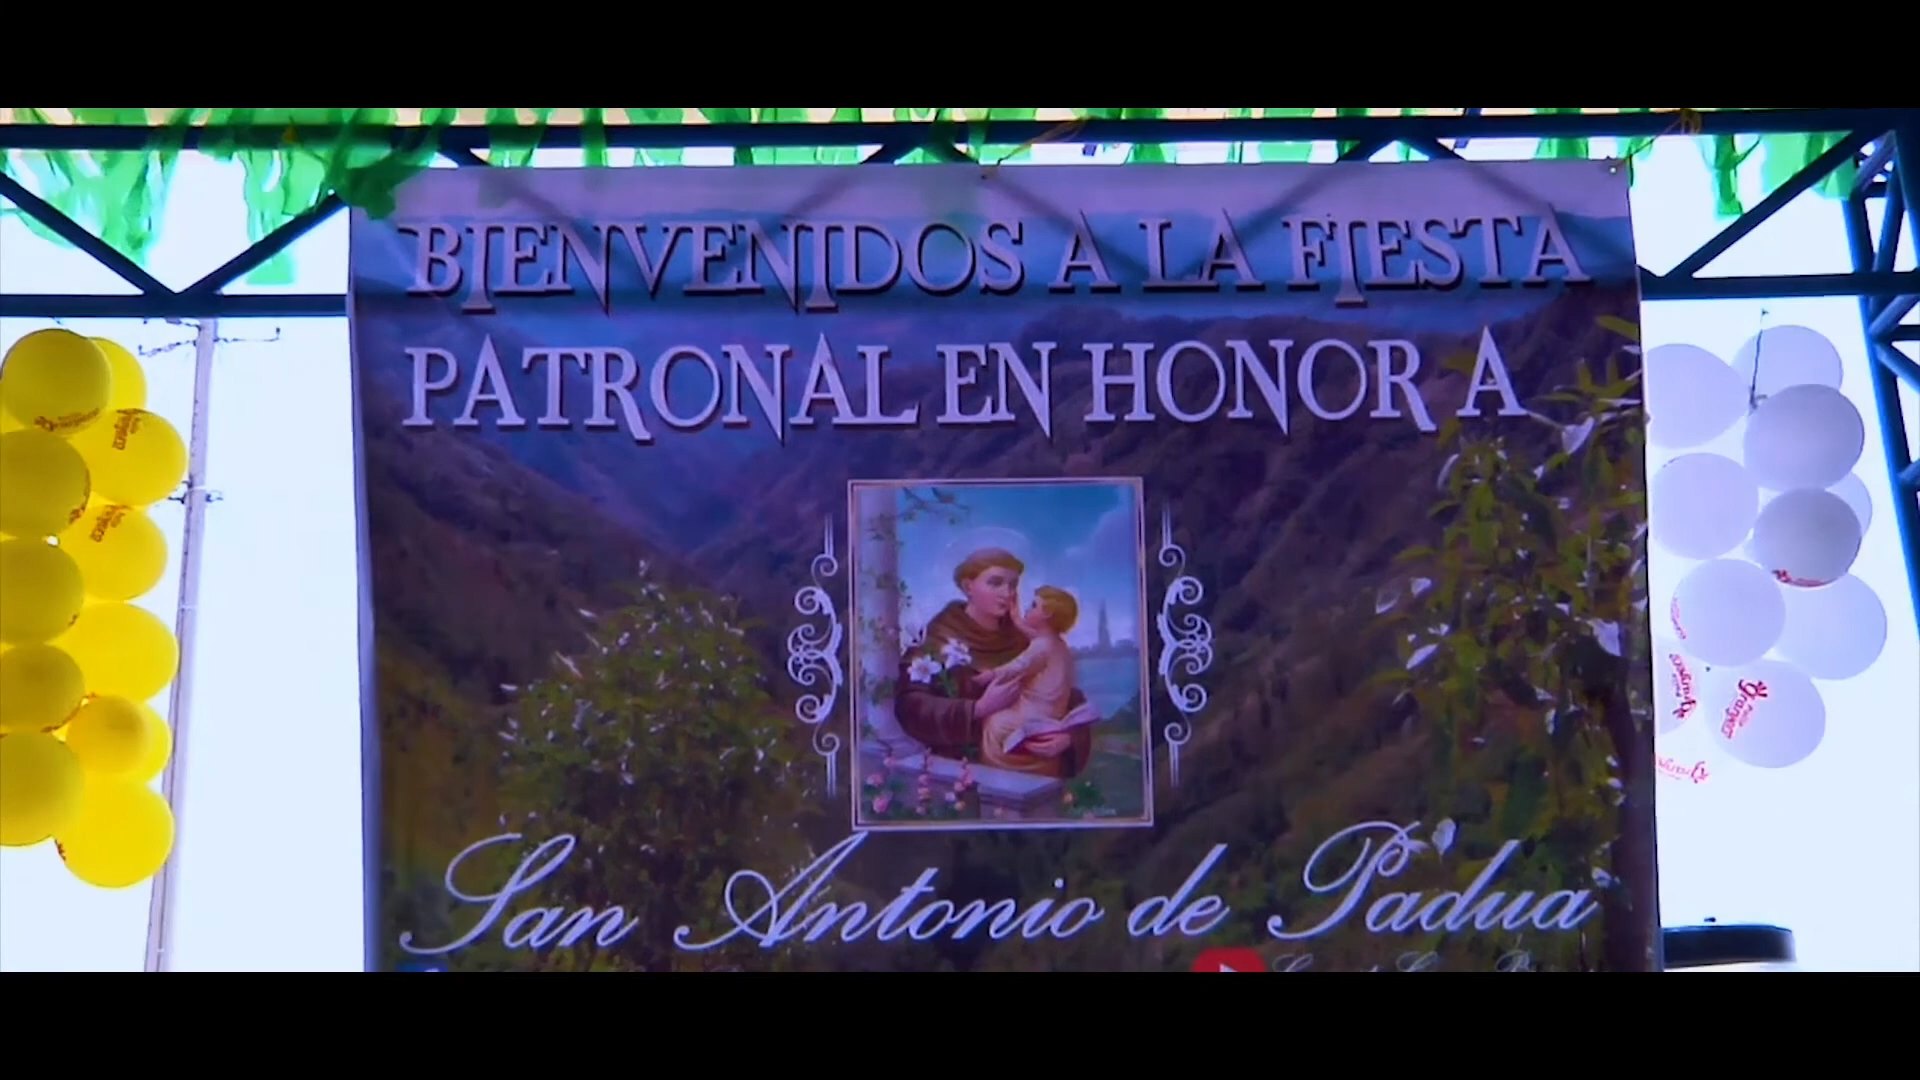 BIENVENIDOS A LA FIESTA
PATRONAL EN HONOR A
San Antonio de Padua